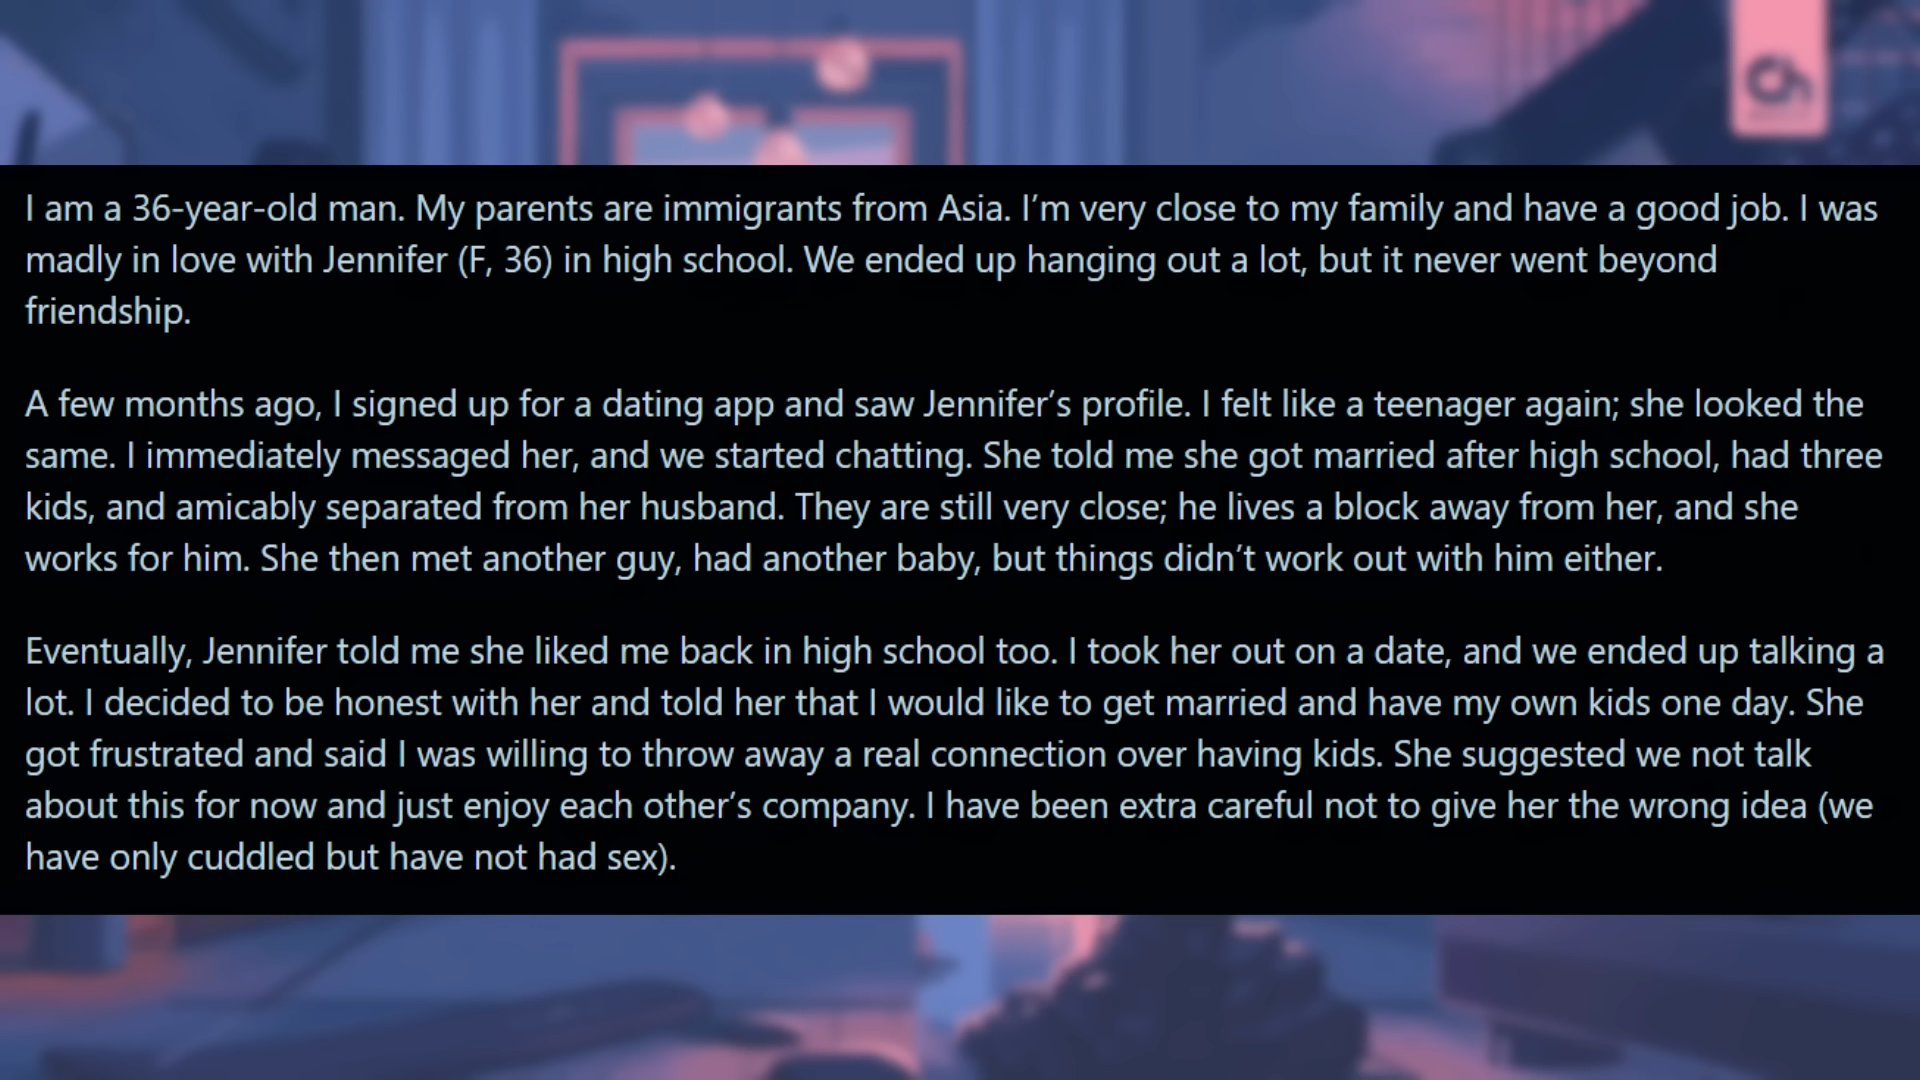 I am a 36-year-old man. My parents are immigrants from Asia. I’m very close to my family and have a good job. I was
madly in love with Jennifer (F, 36) in high school. We ended up hanging out a lot, but it never went beyond
friendship.
A few months ago, I signed up for a dating app and saw Jennifer’s profile. I felt like a teenager again; she looked the
same. I immediately messaged her, and we started chatting. She told me she got married after high school, had three
kids, and amicably separated from her husband. They are still very close; he lives a block away from her, and she
works for him. She then met another guy, had another baby, but things didn’t work out with him either.
Eventually, Jennifer told me she liked me back in high school too. I took her out on a date, and we ended up talking a
lot. I decided to be honest with her and told her that I would like to get married and have my own kids one day. She
got frustrated and said I was willing to throw away a real connection over having kids. She suggested we not talk
about this for now and just enjoy each other’s company. I have been extra careful not to give her the wrong idea (we
have only cuddled but have not had sex).